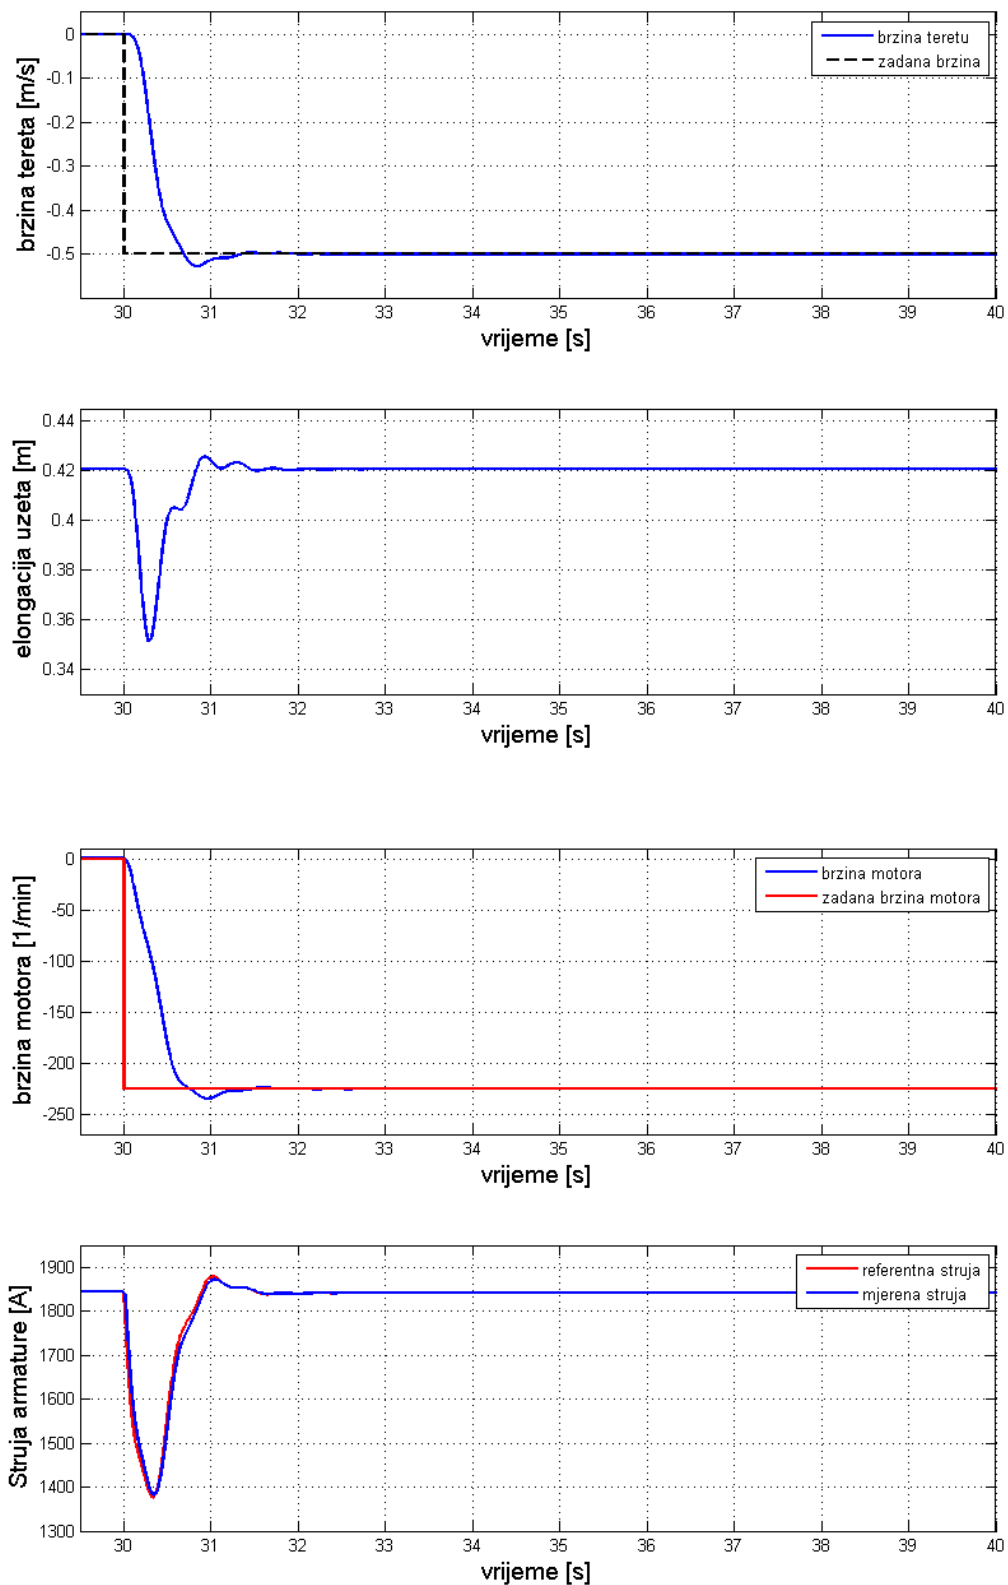 brzina tereta [m/s]
0
-0.1
-0.2
-0.3
-0.4
-0.5
brzina teretu
zadana brzina
30 31 32 33 34 35 36 37 38 39 40
vrijeme [s]
elongacija uzeta [m]
0.44
0.42
0.4
0.38
0.36
0.34
30 31 32 33 34 35 36 37 38 39 40
vrijeme [s]
brzina motora [1/min]
0
-50
-100
-150
-200
-250
brzina motora
zadana brzina motora
30 31 32 33 34 35 36 37 38 39 40
vrijeme [s]
Struja armature [A]
1900
1800
1700
1600
1500
1400
1300
referentna struja
mjerena struja
30 31 32 33 34 35 36 37 38 39 40
vrijeme [s]